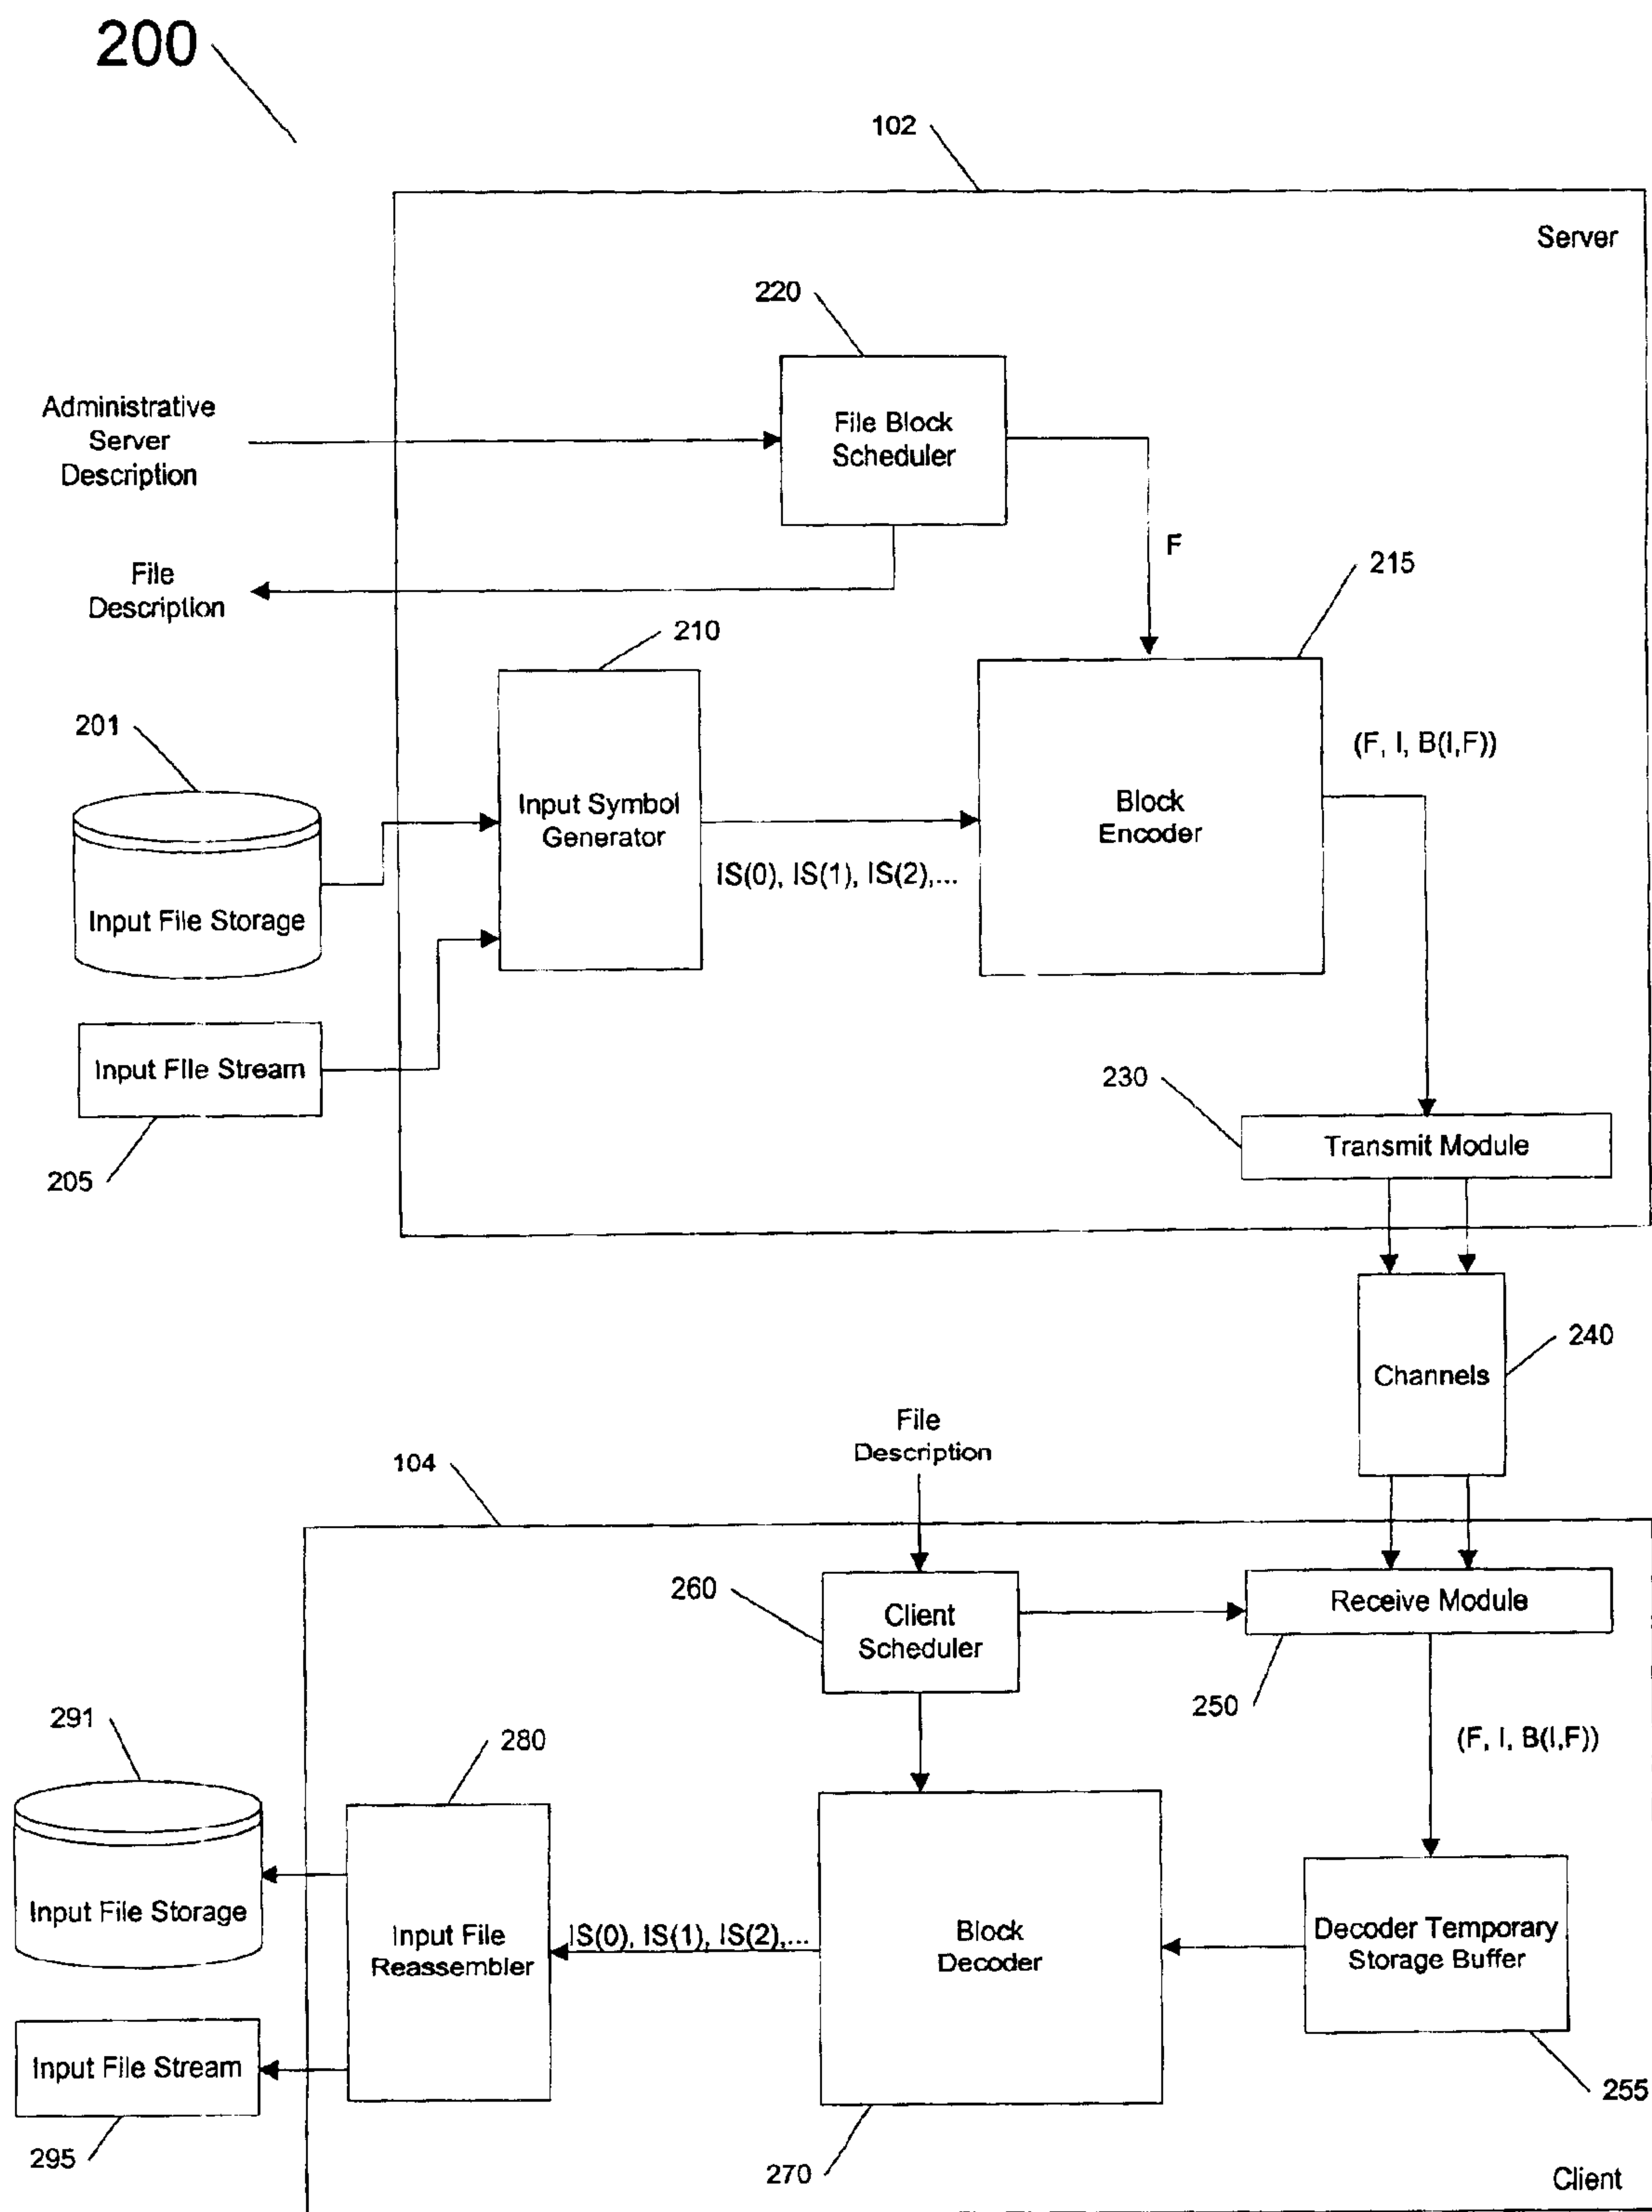 200
102
Server
220
Administrative
Server
Description
File Block
Scheduler
F
File
Description
215
210
201
(F, I, B(I,F))
Input Symbol
Generator
Block
Encoder
IS(0), IS(1), IS(2),...
Input File Storage
Input File Stream
205
230
Transmit Module
240
Channels
File
Description
104
260
Client
Scheduler
Receive Module
250
291
280
(F, I, B(I,F))
Input File Storage
Input File
Reassembler
IS(0), IS(1), IS(2),...
Block
Decoder
Decoder Temporary
Storage Buffer
Input File Stream
255
295
270
Client